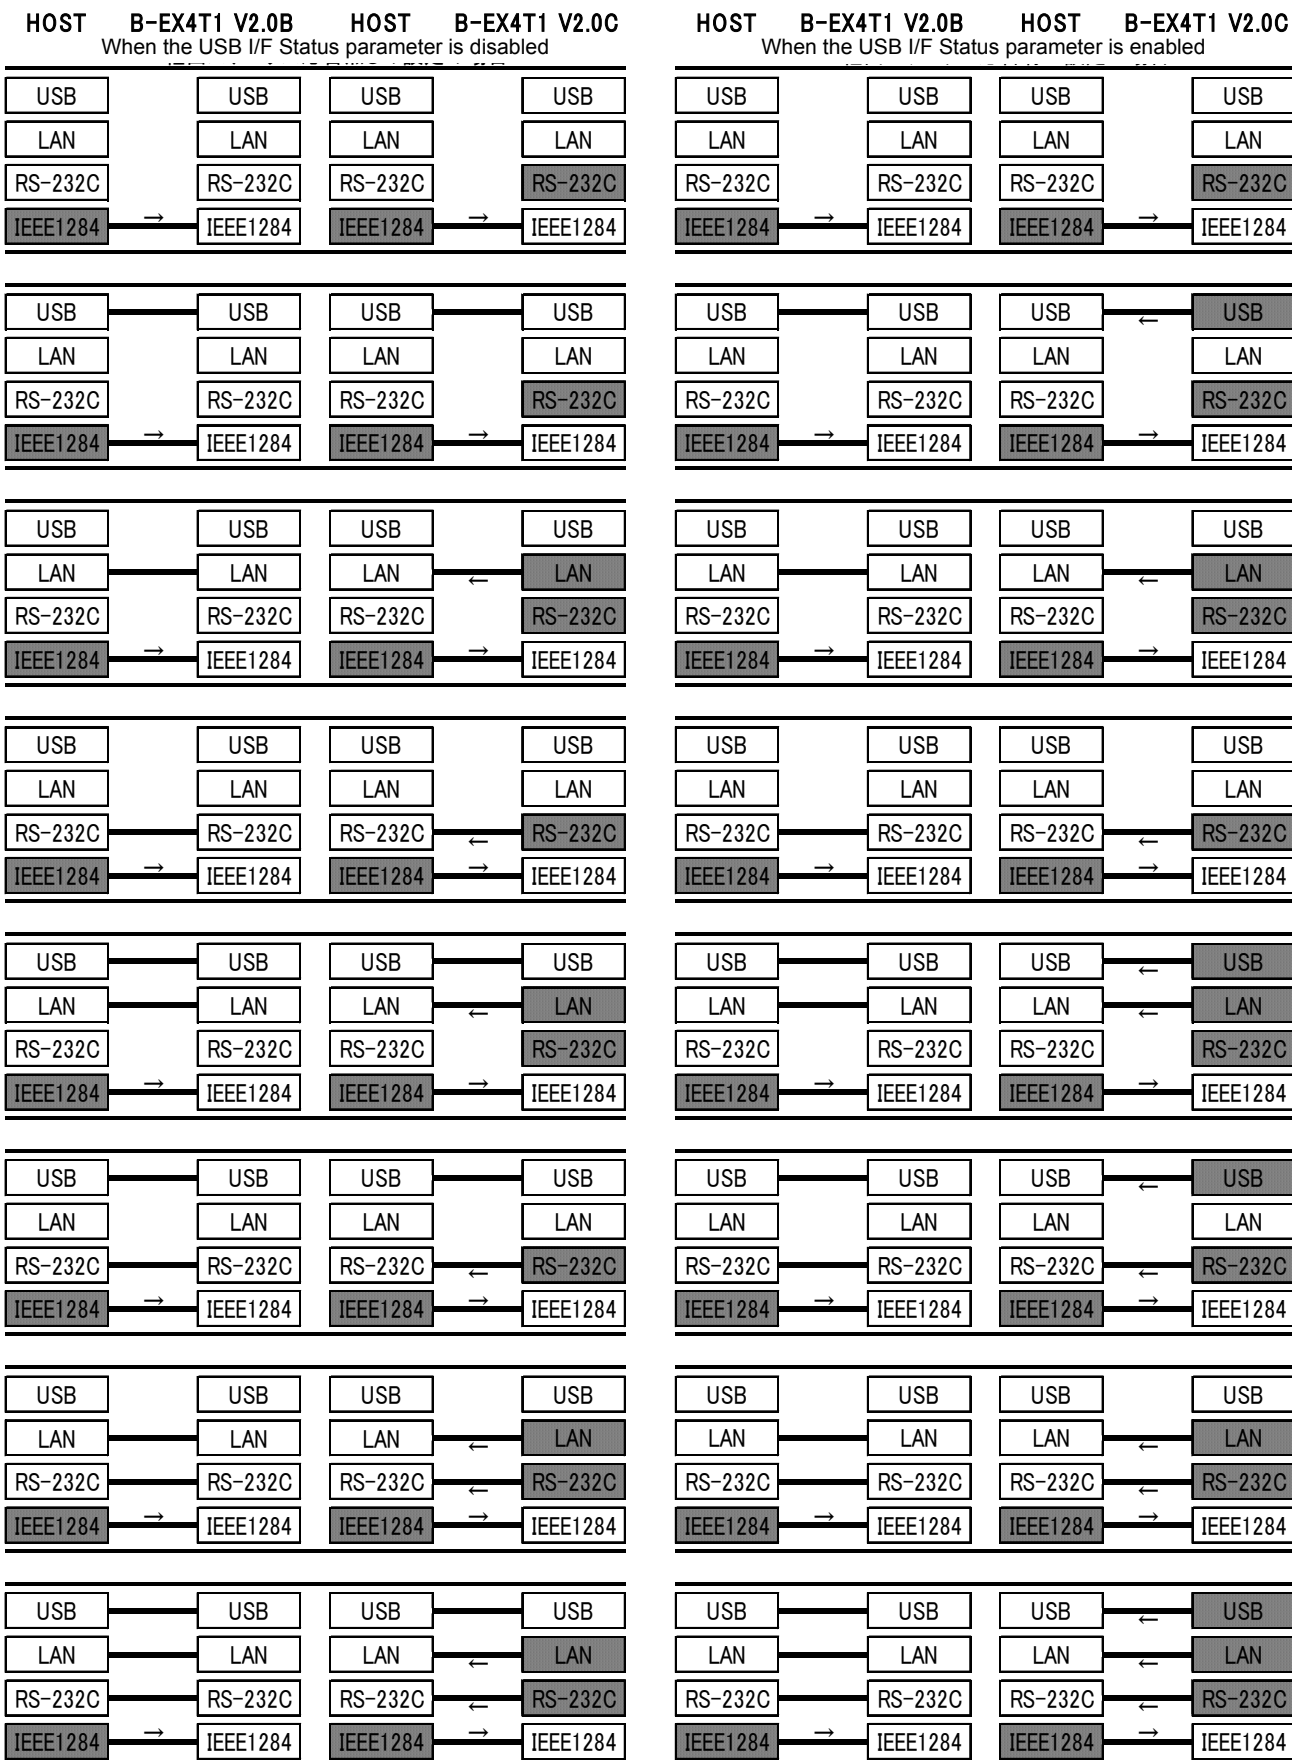 HOST B-EX4T1 V2.0B HOST B-EX4T1 V2.0C HOST B-EX4T1 V2.0B HOST B-EX4T1 V2.0C
When the USB I/F Status parameter is disabled When the USB I/F Status parameter is enabled
USB USB USB USB USB USB USB USB
LAN LAN LAN LAN LAN LAN LAN LAN
RS-232C RS-232C RS-232C RS-232C RS-232C RS-232C RS-232C RS-232C
IEEE1284 → IEEE1284 IEEE1284 → IEEE1284 IEEE1284 → IEEE1284 IEEE1284 → IEEE1284
USB USB USB USB USB USB USB ← USB
LAN LAN LAN LAN LAN LAN LAN LAN
RS-232C RS-232C RS-232C RS-232C RS-232C RS-232C RS-232C RS-232C
IEEE1284 → IEEE1284 IEEE1284 → IEEE1284 IEEE1284 → IEEE1284 IEEE1284 → IEEE1284
USB USB USB USB USB USB USB USB
LAN LAN LAN ← LAN LAN LAN LAN ← LAN
RS-232C RS-232C RS-232C RS-232C RS-232C RS-232C RS-232C RS-232C
IEEE1284 → IEEE1284 IEEE1284 → IEEE1284 IEEE1284 → IEEE1284 IEEE1284 → IEEE1284
USB USB USB USB USB USB USB USB
LAN LAN LAN LAN LAN LAN LAN LAN
RS-232C RS-232C RS-232C ← RS-232C RS-232C RS-232C RS-232C ← RS-232C
IEEE1284 → IEEE1284 IEEE1284 → IEEE1284 IEEE1284 → IEEE1284 IEEE1284 → IEEE1284
USB USB USB USB USB USB USB ← USB
LAN LAN LAN ← LAN LAN LAN LAN ← LAN
RS-232C RS-232C RS-232C RS-232C RS-232C RS-232C RS-232C RS-232C
IEEE1284 → IEEE1284 IEEE1284 → IEEE1284 IEEE1284 → IEEE1284 IEEE1284 → IEEE1284
USB USB USB USB USB USB USB ← USB
LAN LAN LAN LAN LAN LAN LAN LAN
RS-232C RS-232C RS-232C ← RS-232C RS-232C RS-232C RS-232C ← RS-232C
IEEE1284 → IEEE1284 IEEE1284 → IEEE1284 IEEE1284 → IEEE1284 IEEE1284 → IEEE1284
USB USB USB USB USB USB USB USB
LAN LAN LAN ← LAN LAN LAN LAN ← LAN
RS-232C RS-232C RS-232C ← RS-232C RS-232C RS-232C RS-232C ← RS-232C
IEEE1284 → IEEE1284 IEEE1284 → IEEE1284 IEEE1284 → IEEE1284 IEEE1284 → IEEE1284
USB USB USB USB USB USB USB ← USB
LAN LAN LAN ← LAN LAN LAN LAN ← LAN
RS-232C RS-232C RS-232C ← RS-232C RS-232C RS-232C RS-232C ← RS-232C
IEEE1284 → IEEE1284 IEEE1284 → IEEE1284 IEEE1284 → IEEE1284 IEEE1284 → IEEE1284